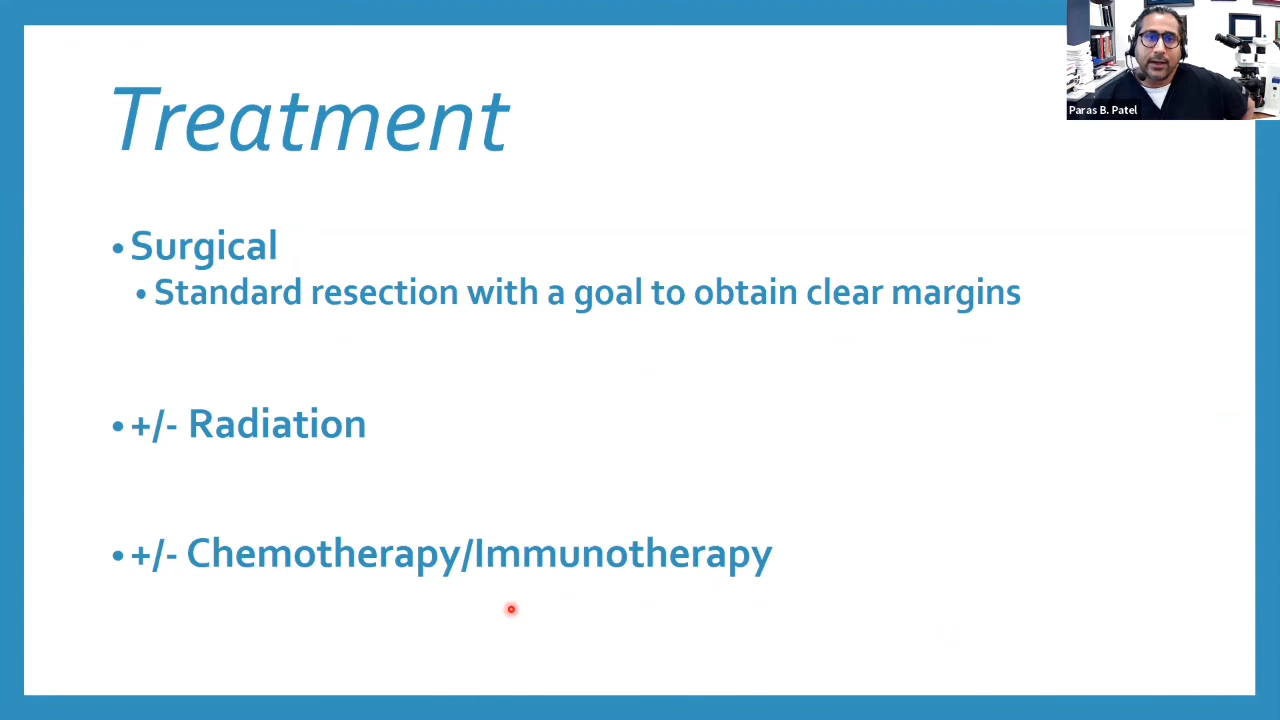 Paras B. Patel
Treatment
• Surgical
• Standard resection with a goal to obtain clear margins
• +/- Radiation
• +/- Chemotherapy/Immunotherapy